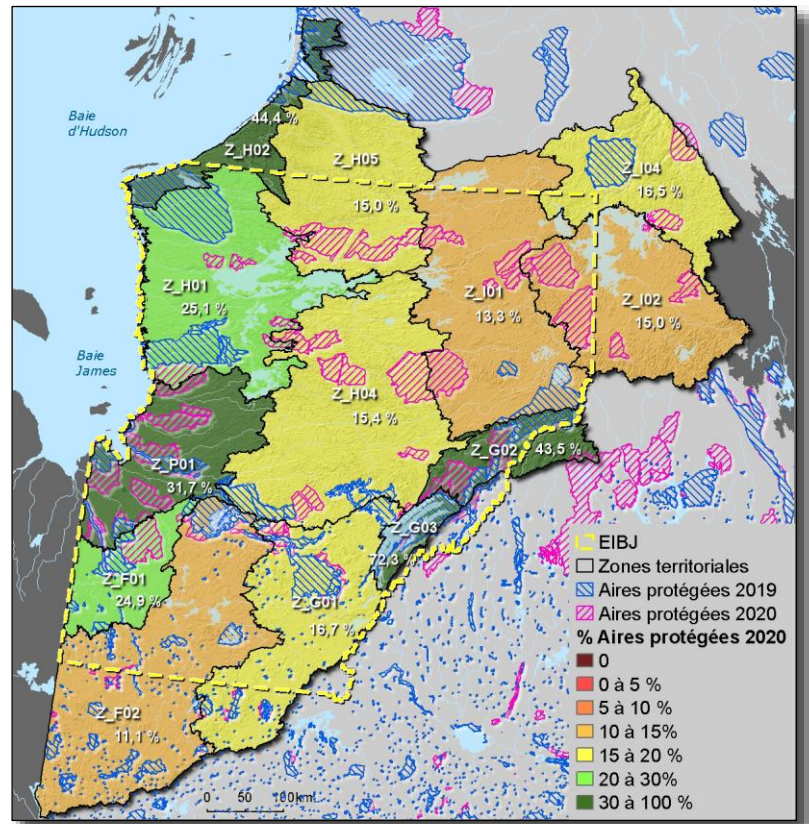 Baie
d'Hudson
44,4 %
Z_H02
Z_H05
15,0 %
Z_I04
16,5 %
Z_H01
25,1 %
Z_I01
13,3 %
Z_I02
15,0 %
Baie
James
Z_H04
15,4 %
Z_P01
31,7 %
Z_G02
43,5 %
Z_G03
72,3 %
Z_F01
24,9 %
Z_G01
16,7 %
Z_F02
11,1 %
0 50 100km
EIBJ
Zones territoriales
Aires protégées 2019
Aires protégées 2020
% Aires protégées 2020
0
0 à 5 %
5 à 10 %
10 à 15%
15 à 20 %
20 à 30%
30 à 100 %